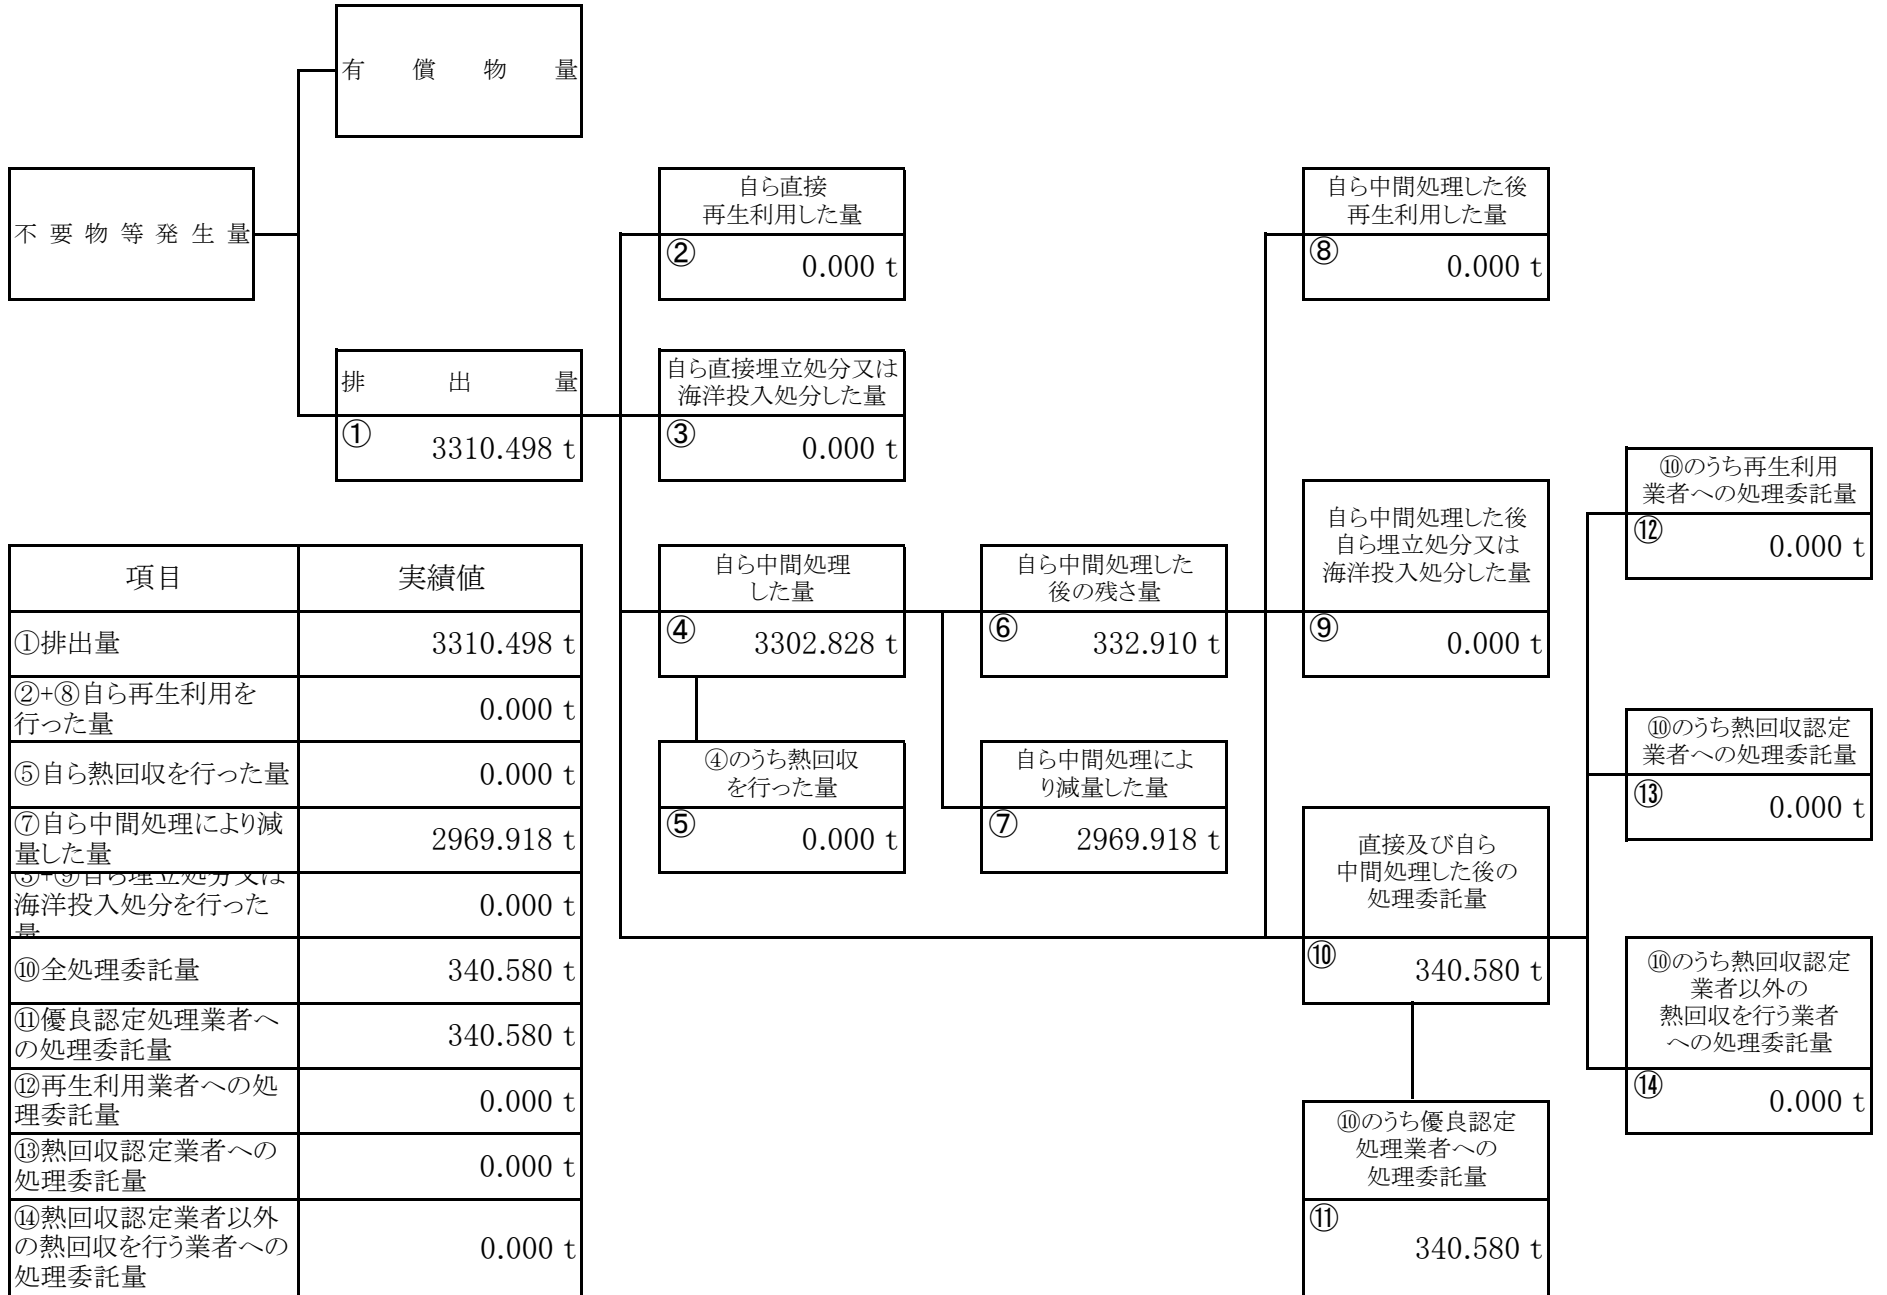 有償物量
不要物等発生量
排出量
① 3310.498 t
自ら直接
再生利用した量
② 0.000 t
自ら直接埋立処分又は
海洋投入処分した量
③ 0.000 t
自ら中間処理
した量
④ 3302.828 t
④のうち熱回収
を行った量
⑤ 0.000 t
自ら中間処理した
後の残さ量
⑥ 332.910 t
自ら中間処理によ
り減量した量
⑦ 2969.918 t
自ら中間処理した後
再生利用した量
⑧ 0.000 t
自ら中間処理した後
自ら埋立処分又は
海洋投入処分した量
⑨ 0.000 t
直接及び自ら
中間処理した後の
処理委託量
⑩ 340.580 t
⑩のうち優良認定
処理業者への
処理委託量
⑪ 340.580 t
⑩のうち再生利用
業者への処理委託量
⑫ 0.000 t
⑩のうち熱回収認定
業者への処理委託量
⑬ 0.000 t
⑩のうち熱回収認定
業者以外の
熱回収を行う業者
への処理委託量
⑭ 0.000 t
項目 実績値
①排出量 3310.498 t
②+⑧自ら再生利用を
行った量 0.000 t
⑤自ら熱回収を行った量 0.000 t
⑦自ら中間処理により減
量した量 2969.918 t
③+⑨自ら埋立処分又は
海洋投入処分を行った
量 0.000 t
⑩全処理委託量 340.580 t
⑪優良認定処理業者へ
の処理委託量 340.580 t
⑫再生利用業者への処
理委託量 0.000 t
⑬熱回収認定業者への
処理委託量 0.000 t
⑭熱回収認定業者以外
の熱回収を行う業者への
処理委託量 0.000 t